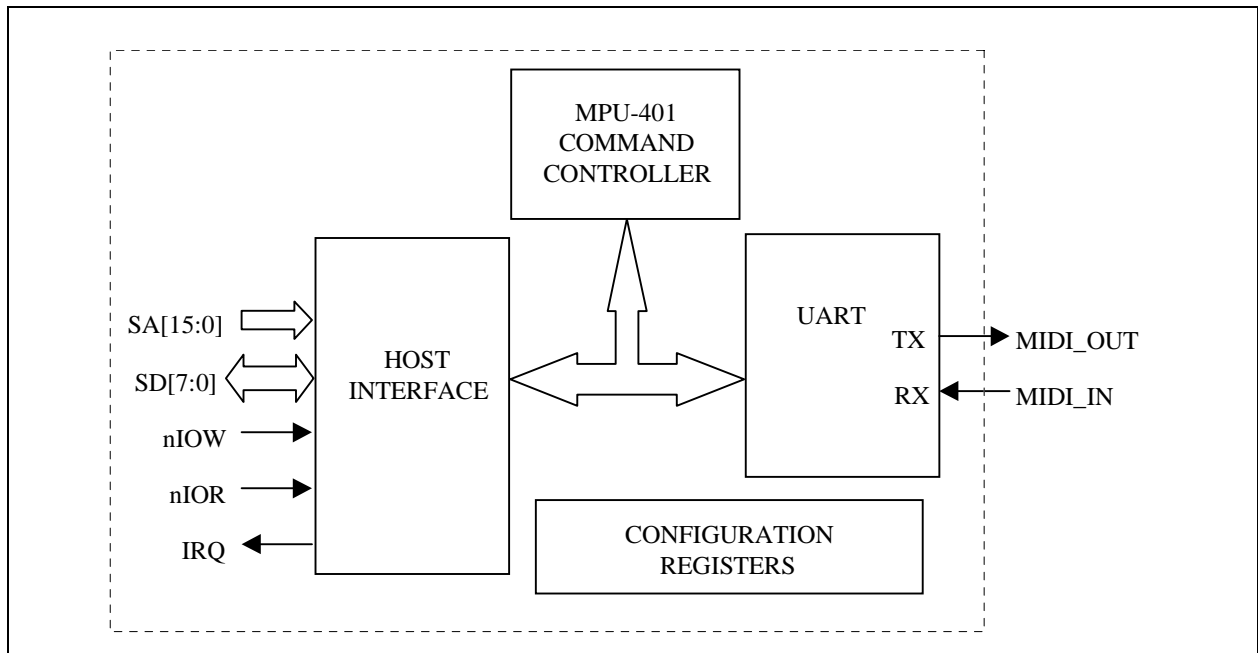 MPU-401
COMMAND
CONTROLLER
SA[15:0]
SD[7:0]
nIOW
nIOR
IRQ
HOST
INTERFACE
UART
TX
RX
MIDI_OUT
MIDI_IN
CONFIGURATION
REGISTERS